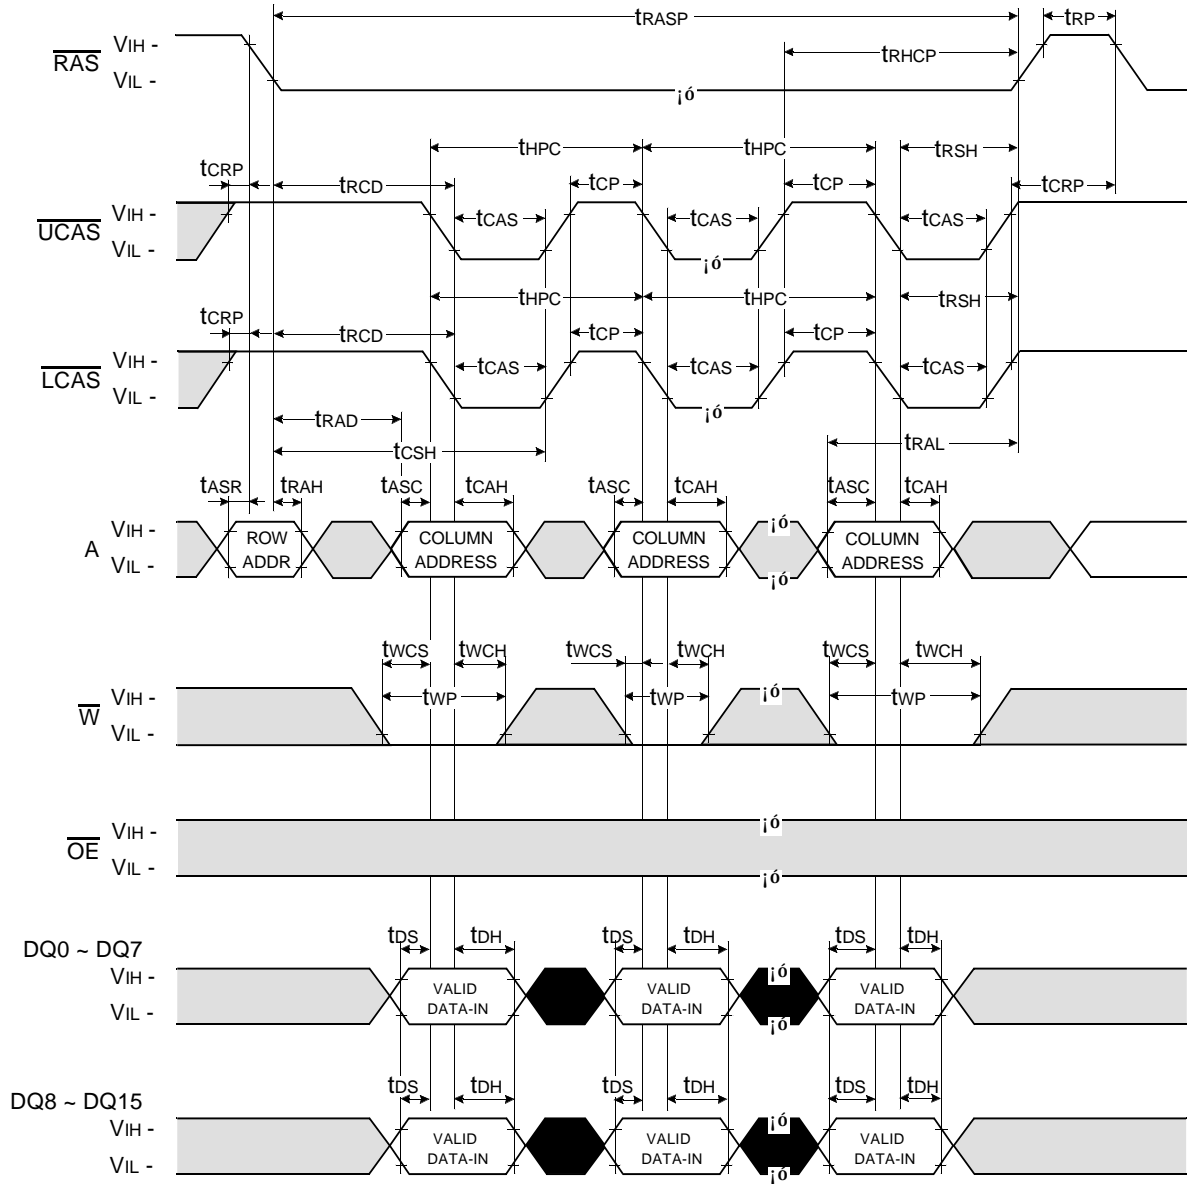 tRASP tRP
RAS VIH -
tRHCP
VIL -
¡ó
tHPC tHPC tRSH
tCRP tRCD tCP tCP tCRP
UCAS VIH -
tCAS tCAS tCAS
VIL -
¡ó
tHPC tHPC tRSH
tCRP tRCD tCP tCP
LCAS VIH -
tCAS tCAS tCAS
VIL -
¡ó
tRAD
tCSH
tRAL
tASR tRAH tASC tCAH tASC tCAH tASC tCAH
A VIH -
¡ó
ROW ADDR
COLUMN ADDRESS
COLUMN ADDRESS
COLUMN ADDRESS
VIL -
¡ó
tWCS tWCH tWCS tWCH tWCS tWCH
W VIH -
tWP tWP ¡ó tWP
VIL -
OE VIH -
¡ó
VIL -
¡ó
DQ0 ~ DQ7
tDS tDH tDS tDH tDS tDH
VIH -
¡ó
VALID DATA-IN
VALID DATA-IN
VALID DATA-IN
VIL -
¡ó
DQ8 ~ DQ15
tDS tDH tDS tDH tDS tDH
VIH -
¡ó
VALID DATA-IN
VALID DATA-IN
VALID DATA-IN
VIL -
¡ó